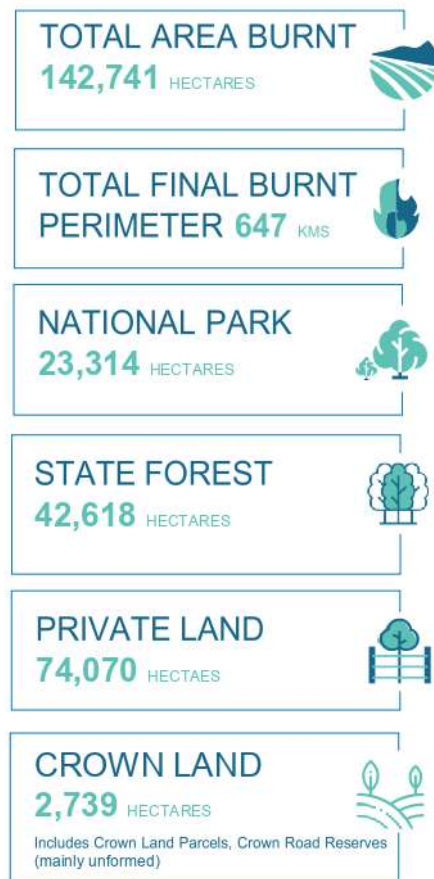 TOTAL AREA BURNT
142,741 HECTARES
TOTAL FINAL BURNT
PERIMETER 647 KMS
NATIONAL PARK
23,314 HECTARES
STATE FOREST
42,618 HECTARES
PRIVATE LAND
74,070 HECTAES
CROWN LAND
2,739 HECTARES
Includes Crown Land Parcels, Crown Road Reserves
(mainly unformed)